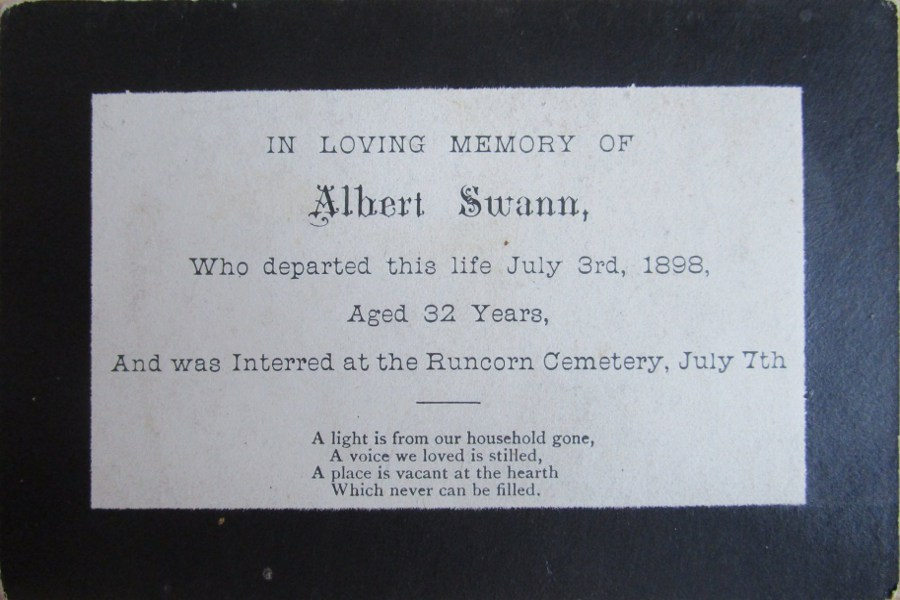 IN LOVING MEMORY OF
Albert Swann,
Who departed this life July 3rd, 1898,
Aged 32 Years,
And was Interred at the Runcorn Cemetery, July 7th
A light is from our household gone,
A voice we loved is stilled,
A place is vacant at the hearth
Which never can be filled.